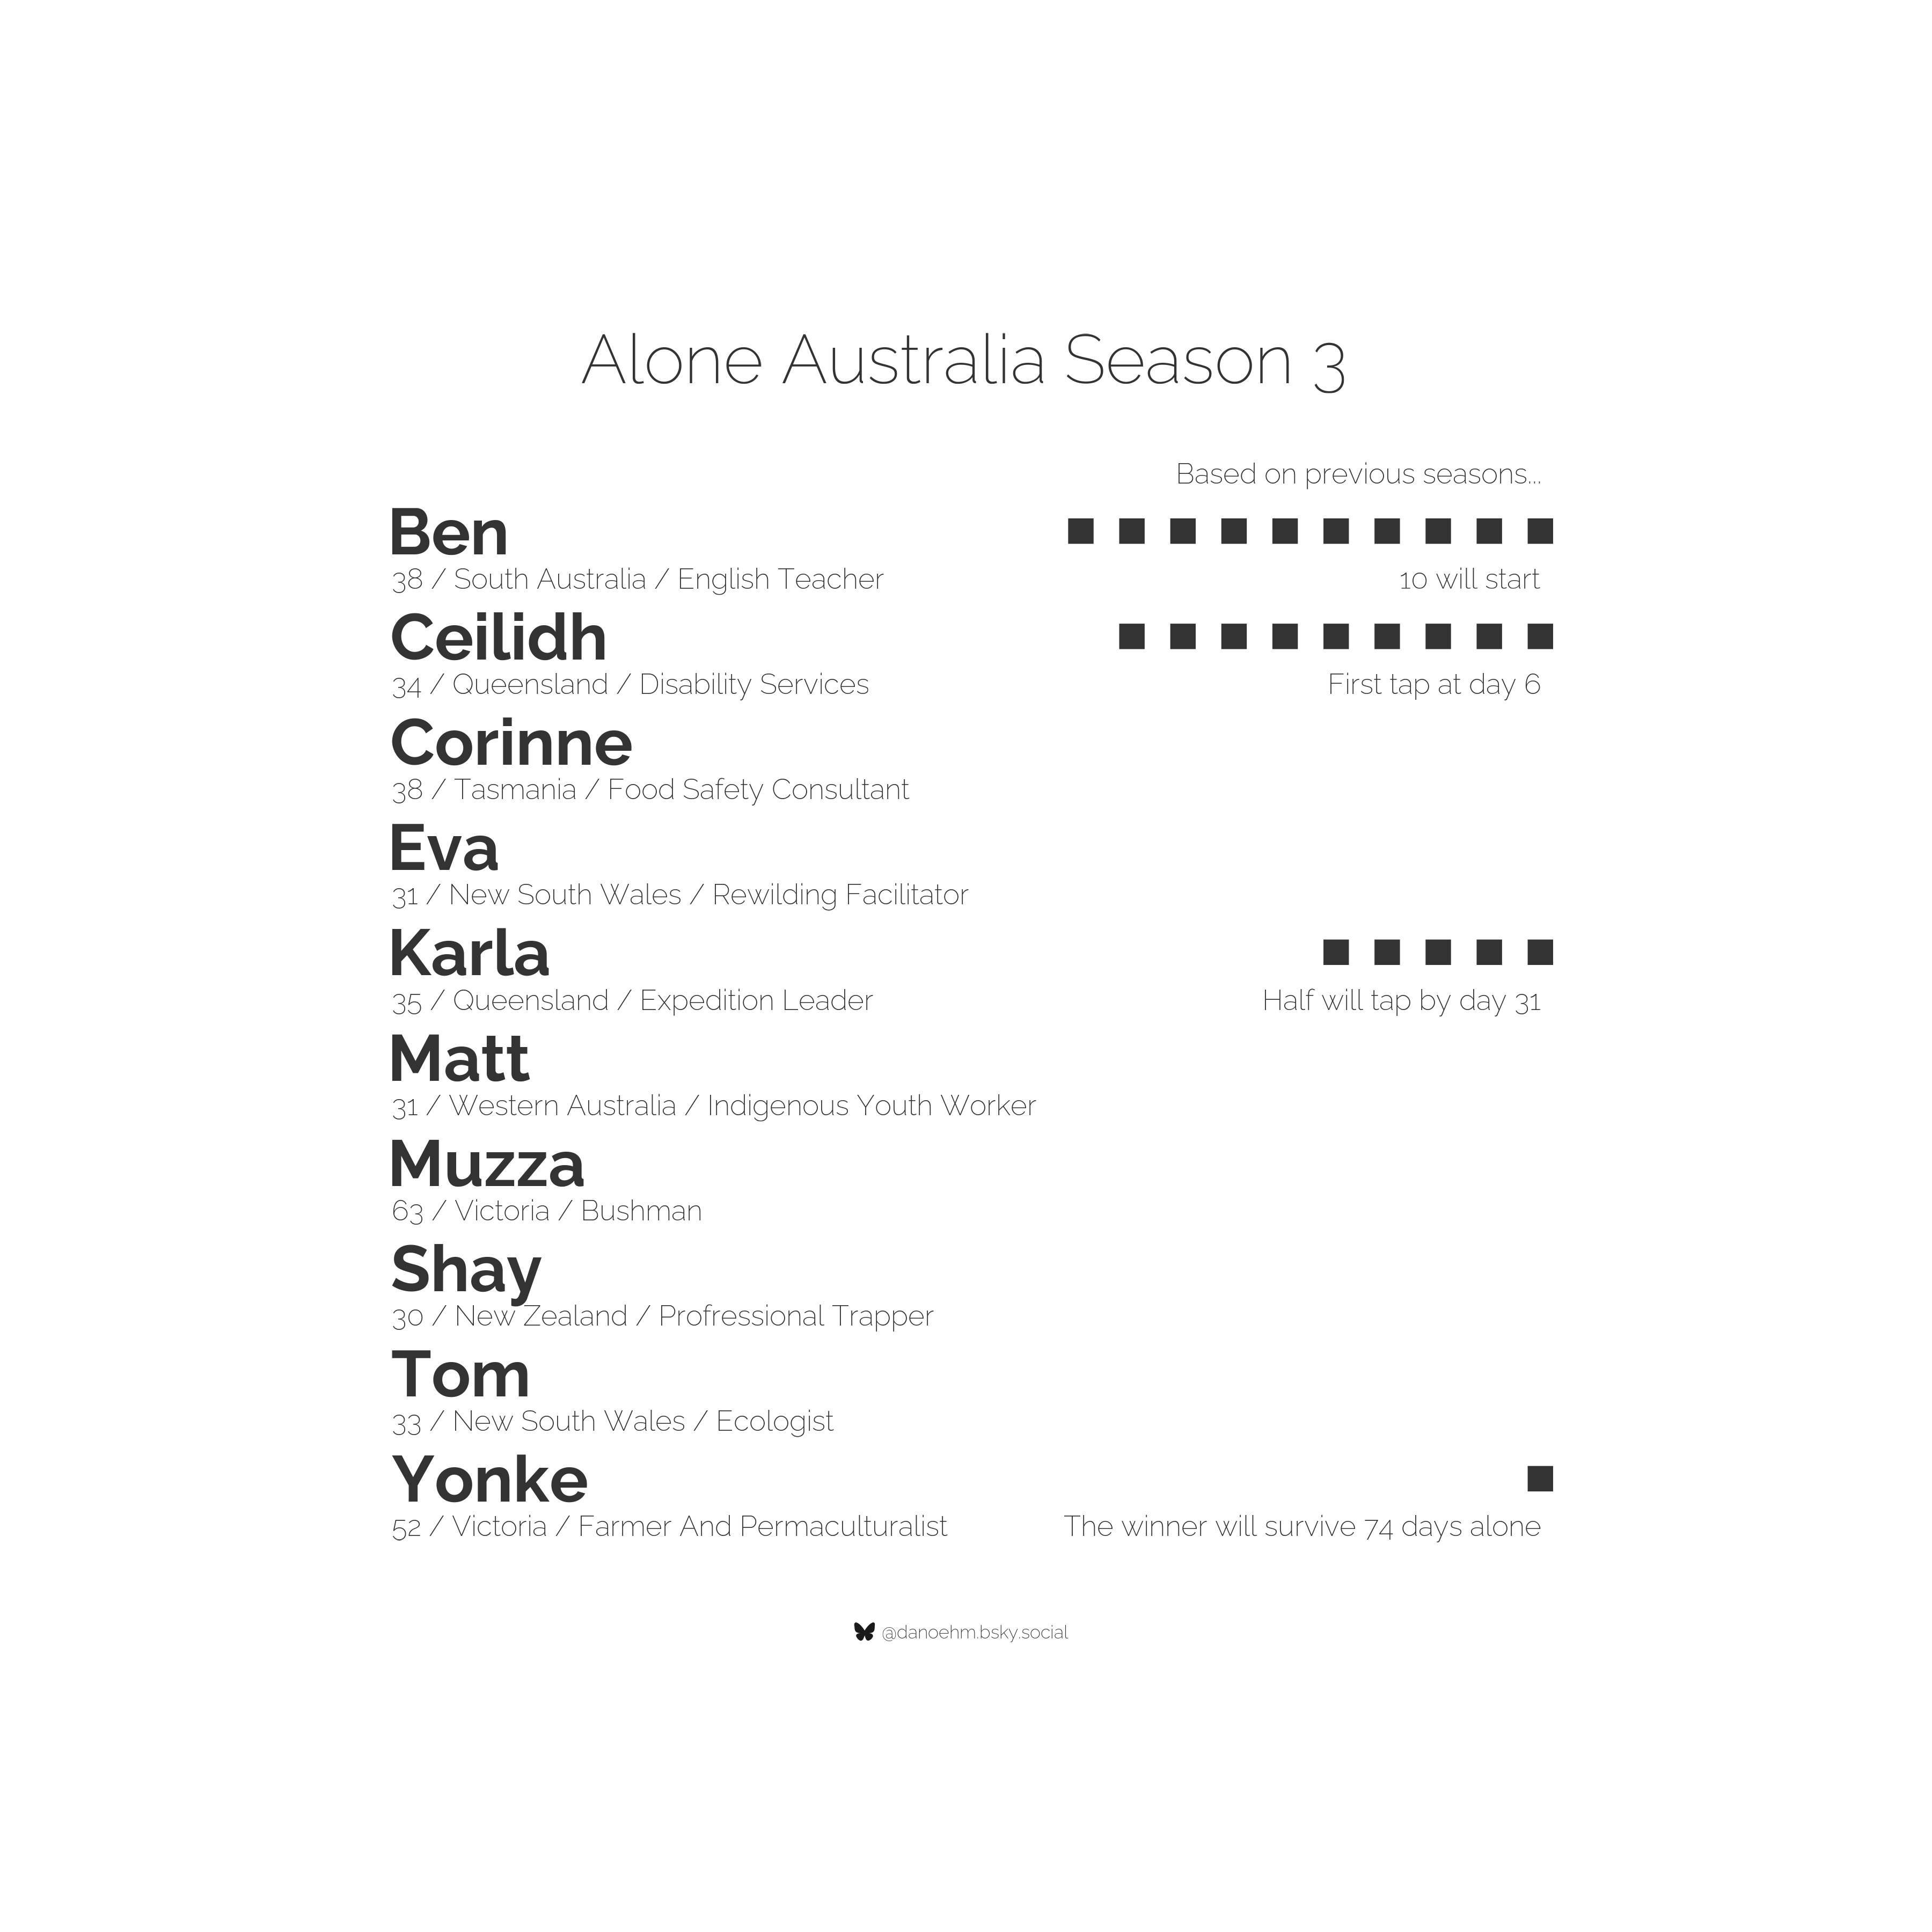 Alone Australia Season 3
Based on previous seasons...
Ben
38 / South Australia / English Teacher
10 will start
Ceilidh
34 / Queensland / Disability Services
First tap at day 6
Corinne
38 / Tasmania / Food Safety Consultant
Eva
31 / New South Wales / Rewilding Facilitator
Karla
35 / Queensland / Expedition Leader
Half will tap by day 31
Matt
31 / Western Australia / Indigenous Youth Worker
Muzza
63 / Victoria / Bushman
Shay
30 / New Zealand / Profressional Trapper
Tom
33 / New South Wales / Ecologist
Yonke
52 / Victoria / Farmer And Permaculturalist
The winner will survive 74 days alone
@danoehm.bsky.social